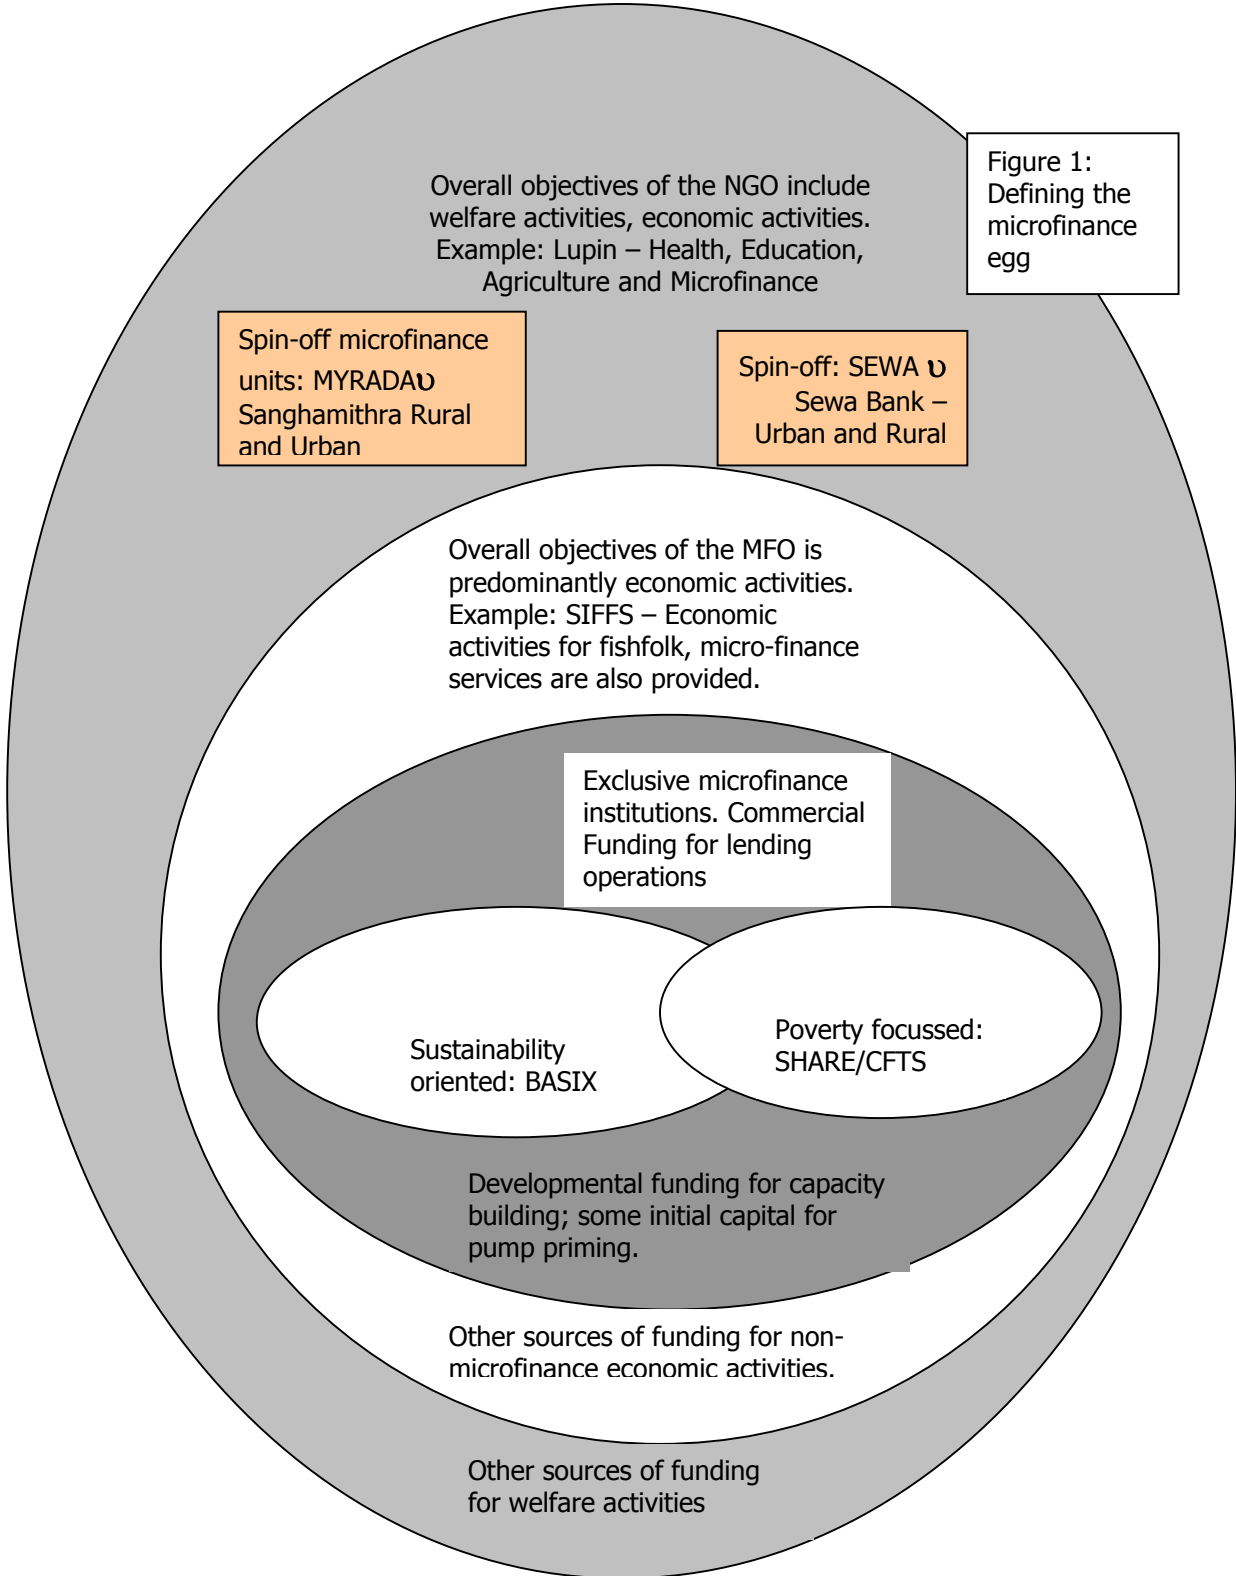 Figure 1:
Defining the
microfinance
egg
Overall objectives of the NGO include
welfare activities, economic activities.
Example: Lupin – Health, Education,
Agriculture and Microfinance
Spin-off microfinance
units: MYRADAʋ
Sanghamithra Rural
and Urban
Spin-off: SEWA ʋ
Sewa Bank –
Urban and Rural
Overall objectives of the MFO is
predominantly economic activities.
Example: SIFFS – Economic
activities for fishfolk, micro-finance
services are also provided.
Exclusive microfinance
institutions. Commercial
Funding for lending
operations
Sustainability
oriented: BASIX
Poverty focussed:
SHARE/CFTS
Developmental funding for capacity
building; some initial capital for
pump priming.
Other sources of funding for non-
microfinance economic activities.
Other sources of funding
for welfare activities